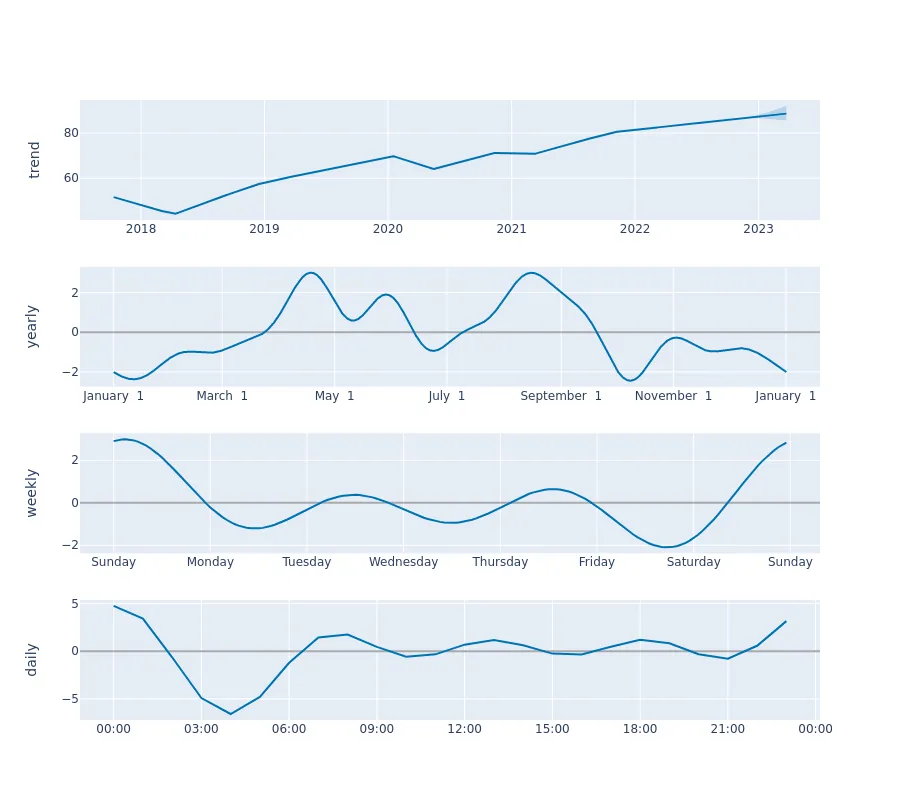 trend
80
60
2018 2019 2020 2021 2022 2023
yearly
2
0
−2
January 1 March 1 May 1 July 1 September 1 November 1 January 1
weekly
2
0
−2
Sunday Monday Tuesday Wednesday Thursday Friday Saturday Sunday
daily
5
0
−5
00:00 03:00 06:00 09:00 12:00 15:00 18:00 21:00 00:00